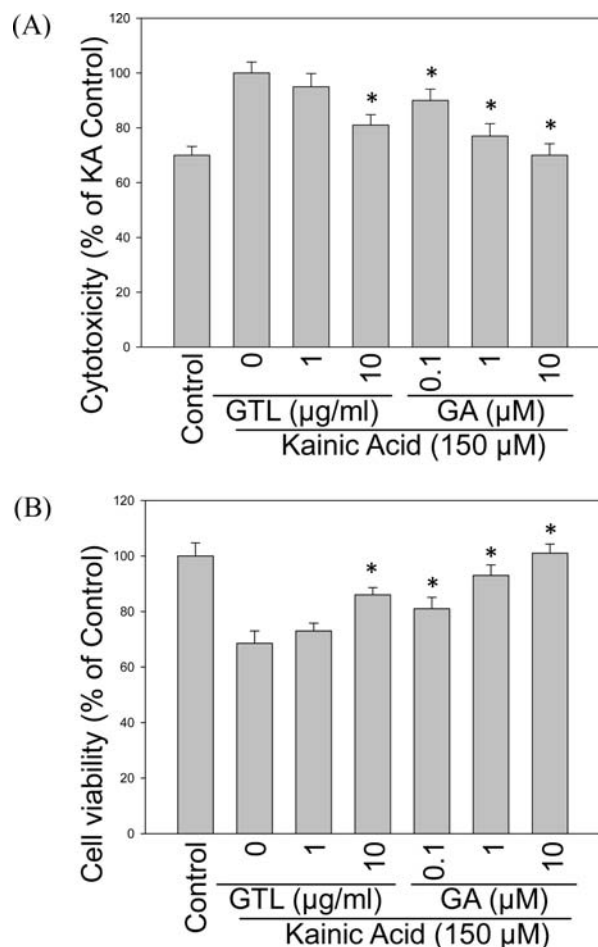 (A)
Cytotoxicity (% of KA Control)
120
100
80
60
40
20
0
* * * *
Control 0 1 10 0.1 1 10
GTL (µg/ml) GA (µM)
Kainic Acid (150 µM)
(B)
Cell viability (% of Control)
120
100
80
60
40
20
0
* * * *
Control 0 1 10 0.1 1 10
GTL (µg/ml) GA (µM)
Kainic Acid (150 µM)